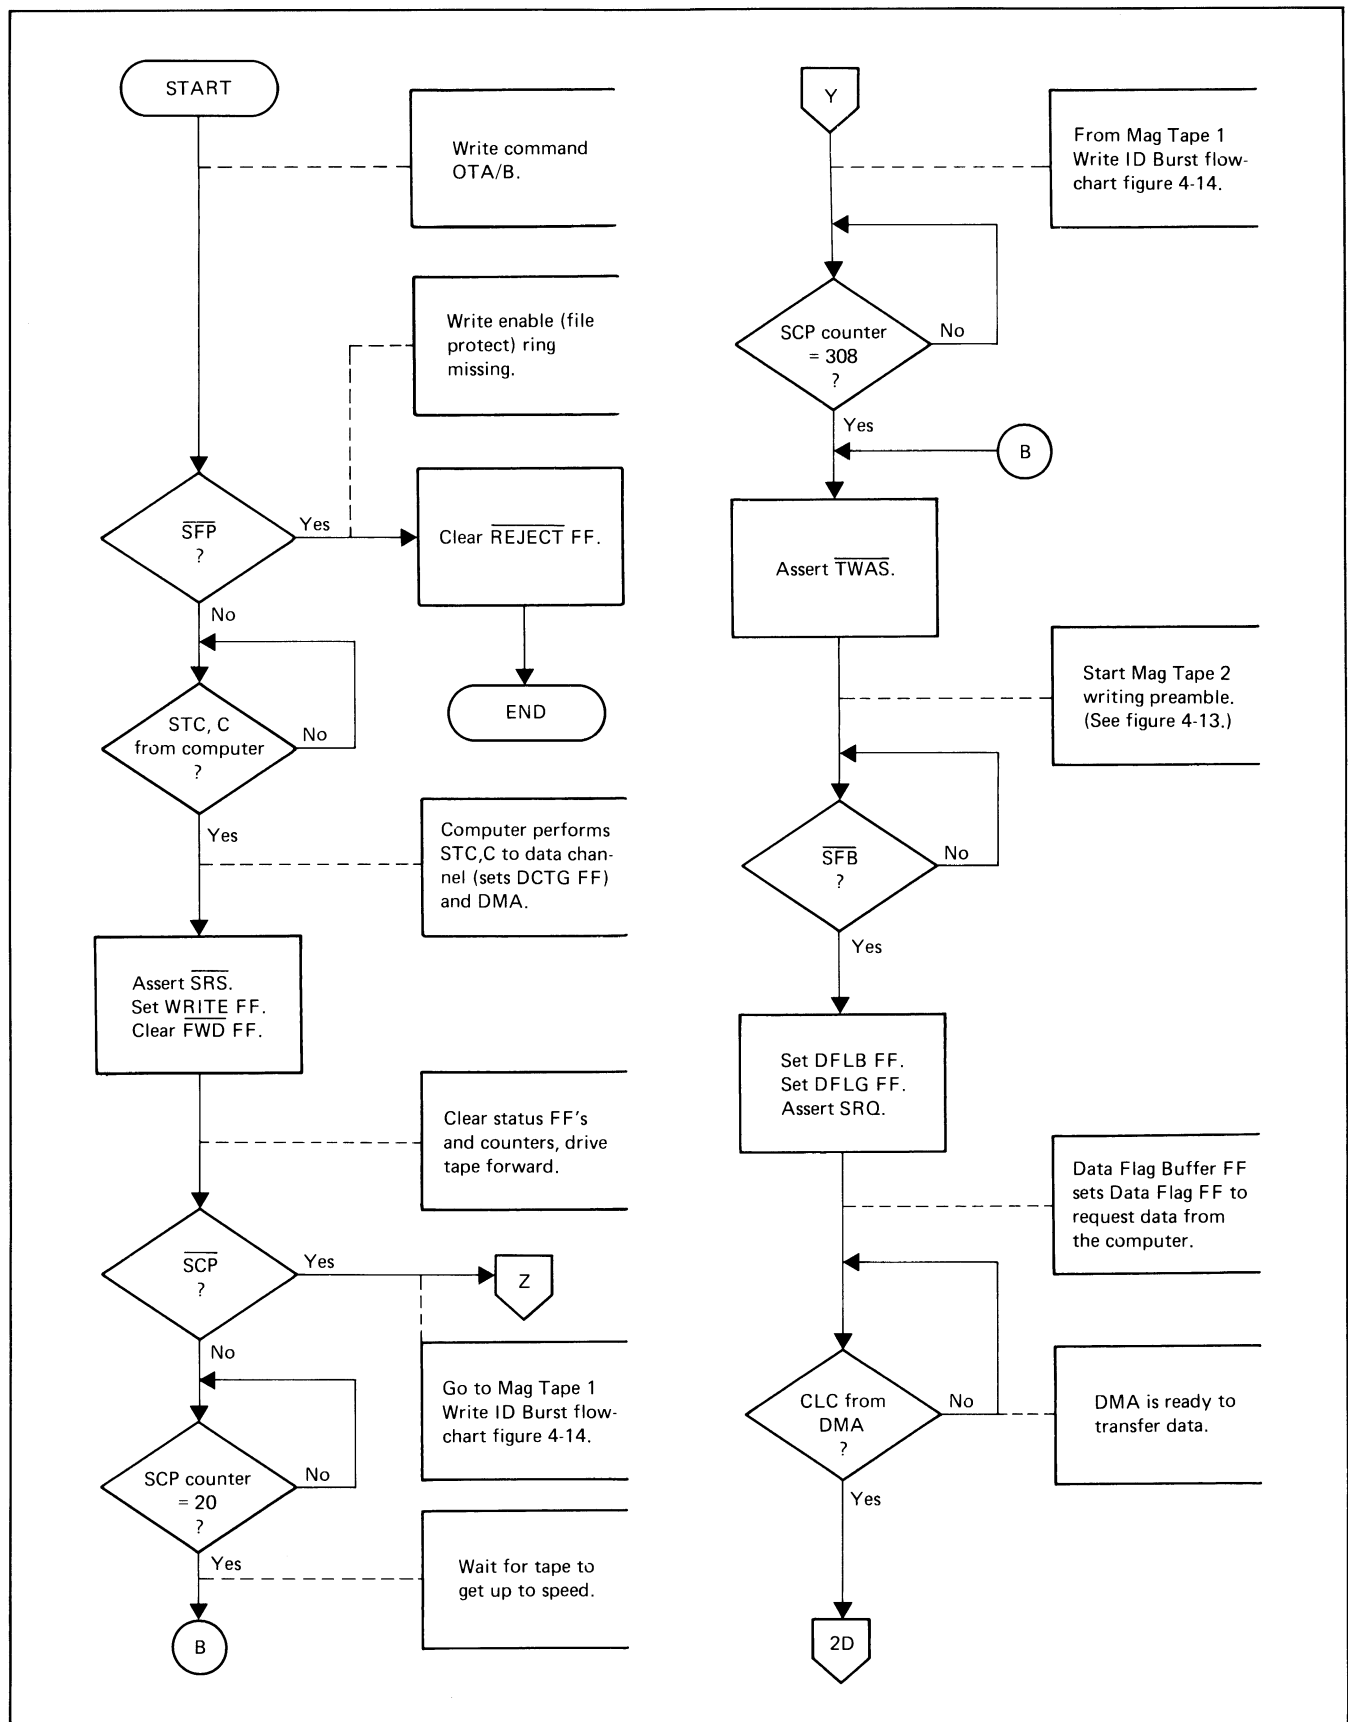 START
Write command
OTA/B.
Write enable (file
protect) ring
missing.
SFP
?
Yes
Clear REJECT FF.
No
END
STC, C
from computer
?
No
Yes
Computer performs
STC,C to data chan-
nel (sets DCTG FF)
and DMA.
Assert SRS.
Set WRITE FF.
Clear FWD FF.
Clear status FF's
and counters, drive
tape forward.
SCP
?
Yes
Z
No
Go to Mag Tape 1
Write ID Burst flow-
chart figure 4-14.
SCP counter
= 20
?
No
Yes
Wait for tape to
get up to speed.
B
Y
From Mag Tape 1
Write ID Burst flow-
chart figure 4-14.
SCP counter
= 308
?
No
Yes
B
Assert TWAS.
Start Mag Tape 2
writing preamble.
(See figure 4-13.)
SFB
?
No
Yes
Set DFLB FF.
Set DFLG FF.
Assert SRQ.
Data Flag Buffer FF
sets Data Flag FF to
request data from
the computer.
CLC from
DMA
?
No
DMA is ready to
transfer data.
Yes
2D